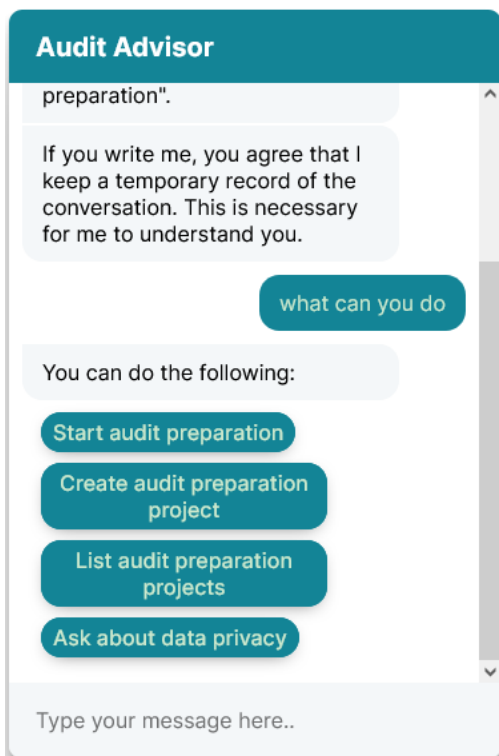 Audit Advisor
preparation".
If you write me, you agree that I
keep a temporary record of the
conversation. This is necessary
for me to understand you.
what can you do
You can do the following:
Start audit preparation
Create audit preparation
project
List audit preparation
projects
Ask about data privacy
Type your message here..